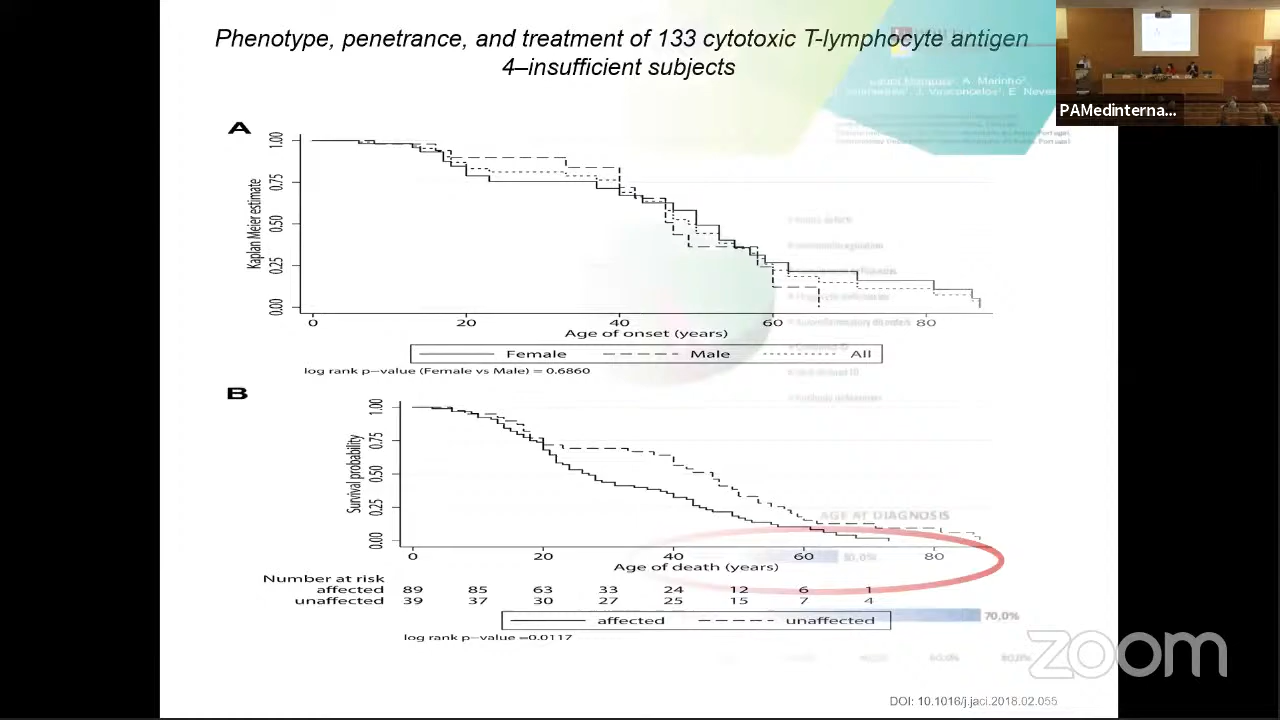 Phenotype, penetrance, and treatment of 133 cytotoxic T-lymphocyte antigen
4–insufficient subjects
PAMedinterna...
A
Kaplan Meier estimate
1.00
0.75
0.50
0.25
0.00
0 20 40 60 80
Age of onset (years)
Female Male All
log rank p-value (Female vs Male) = 0.6860
B
Survival probability
1.00
0.75
0.50
0.25
0.00
40 20 40 60 80
Age of death (years)
AGE AT DIAGNOSIS
Number at risk
affected 89 85 63 33 24 12 6 1
unaffected 39 37 30 27 25 15 7 4
affected unaffected
70,0%
log rank p-value =0.0117
zoom
DOI: 10.1016/j.jaci.2018.02.055